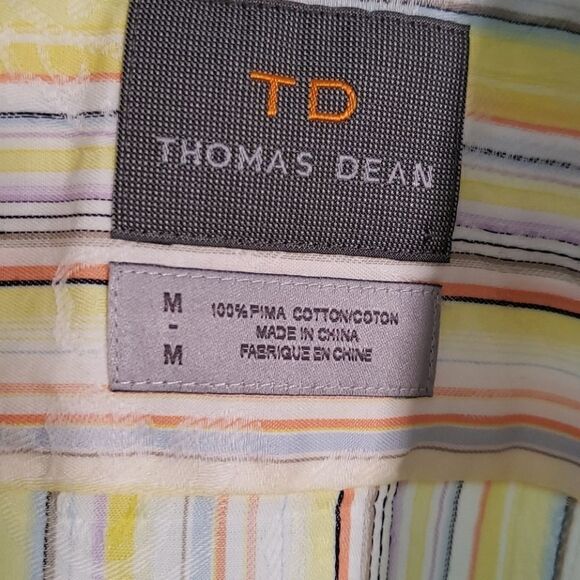 TD
THOMAS DEAN
M
-
M
100% PIMA COTTON/COTON
MADE IN CHINA
FABRIQUE EN CHINE